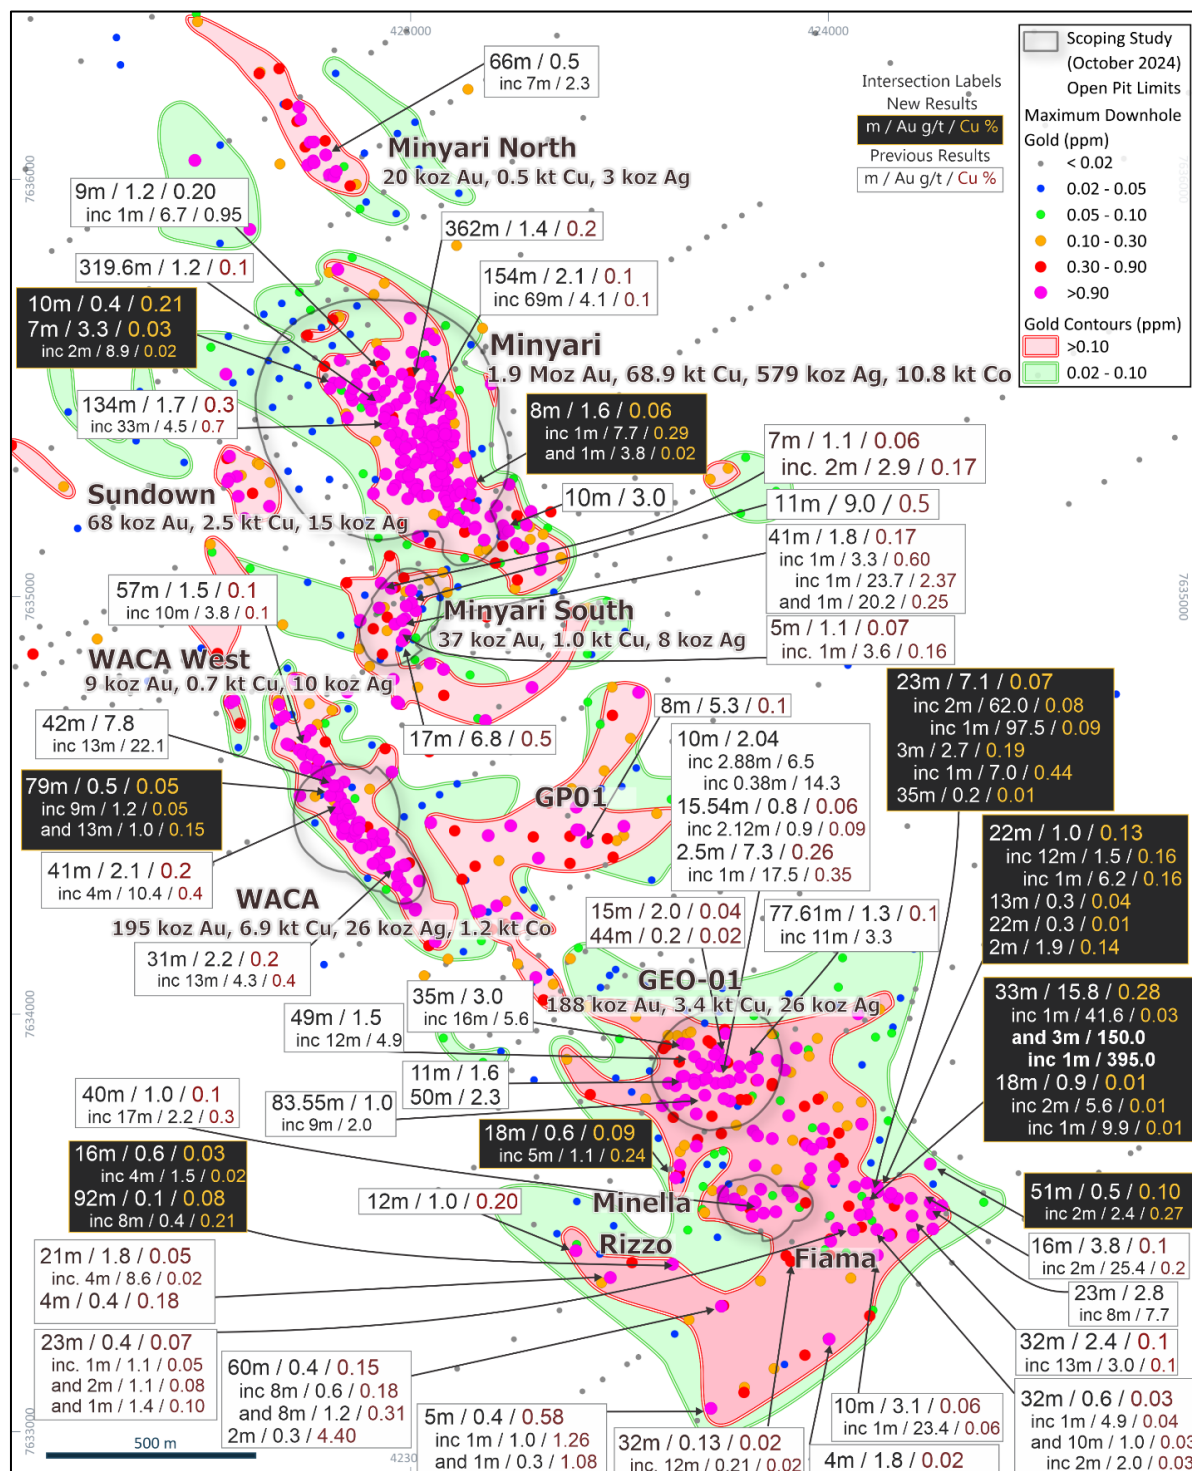 423000
424000
Scoping Study
(October 2024)
Open Pit Limits
Maximum Downhole
Gold (ppm)
< 0.02
0.02 - 0.05
0.05 - 0.10
0.10 - 0.30
0.30 - 0.90
>0.90
Gold Contours (ppm)
>0.10
0.02 - 0.10
Intersection Labels
New Results
m / Au g/t / Cu %
Previous Results
m / Au g/t / Cu %
7636000
7636000
66m / 0.5
inc 7m / 2.3
Minyari North
20 koz Au, 0.5 kt Cu, 3 koz Ag
9m / 1.2 / 0.20
inc 1m / 6.7 / 0.95
362m / 1.4 / 0.2
319.6m / 1.2 / 0.1
154m / 2.1 / 0.1
inc 69m / 4.1 / 0.1
10m / 0.4 / 0.21
7m / 3.3 / 0.03
inc 2m / 8.9 / 0.02
Minyari
1.9 Moz Au, 68.9 kt Cu, 579 koz Ag, 10.8 kt Co
134m / 1.7 / 0.3
inc 33m / 4.5 / 0.7
8m / 1.6 / 0.06
inc 1m / 7.7 / 0.29
and 1m / 3.8 / 0.02
7m / 1.1 / 0.06
inc. 2m / 2.9 / 0.17
Sundown
68 koz Au, 2.5 kt Cu, 15 koz Ag
10m / 3.0
11m / 9.0 / 0.5
41m / 1.8 / 0.17
inc 1m / 3.3 / 0.60
inc 1m / 23.7 / 2.37
and 1m / 20.2 / 0.25
7635000
7635000
57m / 1.5 / 0.1
inc 10m / 3.8 / 0.1
Minyari South
37 koz Au, 1.0 kt Cu, 8 koz Ag
5m / 1.1 / 0.07
inc. 1m / 3.6 / 0.16
WACA West
9 koz Au, 0.7 kt Cu, 10 koz Ag
42m / 7.8
inc 13m / 22.1
17m / 6.8 / 0.5
8m / 5.3 / 0.1
23m / 7.1 / 0.07
inc 2m / 62.0 / 0.08
inc 1m / 97.5 / 0.09
3m / 2.7 / 0.19
inc 1m / 7.0 / 0.44
35m / 0.2 / 0.01
10m / 2.04
inc 2.88m / 6.5
inc 0.38m / 14.3
15.54m / 0.8 / 0.06
inc 2.12m / 0.9 / 0.09
2.5m / 7.3 / 0.26
inc 1m / 17.5 / 0.35
79m / 0.5 / 0.05
inc 9m / 1.2 / 0.05
and 13m / 1.0 / 0.15
GP01
41m / 2.1 / 0.2
inc 4m / 10.4 / 0.4
22m / 1.0 / 0.13
inc 12m / 1.5 / 0.16
inc 1m / 6.2 / 0.16
13m / 0.3 / 0.04
22m / 0.3 / 0.01
2m / 1.9 / 0.14
WACA
195 koz Au, 6.9 kt Cu, 26 koz Ag, 1.2 kt Co
15m / 2.0 / 0.04
44m / 0.2 / 0.02
77.61m / 1.3 / 0.1
inc 11m / 3.3
31m / 2.2 / 0.2
inc 13m / 4.3 / 0.4
GEO-01
188 koz Au, 3.4 kt Cu, 26 koz Ag
35m / 3.0
inc 16m / 5.6
7634000
49m / 1.5
inc 12m / 4.9
33m / 15.8 / 0.28
inc 1m / 41.6 / 0.03
and 3m / 150.0
inc 1m / 395.0
18m / 0.9 / 0.01
inc 2m / 5.6 / 0.01
inc 1m / 9.9 / 0.01
11m / 1.6
50m / 2.3
40m / 1.0 / 0.1
inc 17m / 2.2 / 0.3
83.55m / 1.0
inc 9m / 2.0
18m / 0.6 / 0.09
inc 5m / 1.1 / 0.24
16m / 0.6 / 0.03
inc 4m / 1.5 / 0.02
92m / 0.1 / 0.08
inc 8m / 0.4 / 0.21
12m / 1.0 / 0.20
Minella
51m / 0.5 / 0.10
inc 2m / 2.4 / 0.27
Rizzo
Fiama
16m / 3.8 / 0.1
inc 2m / 25.4 / 0.2
21m / 1.8 / 0.05
inc. 4m / 8.6 / 0.02
4m / 0.4 / 0.18
23m / 2.8
inc 8m / 7.7
23m / 0.4 / 0.07
inc. 1m / 1.1 / 0.05
and 2m / 1.1 / 0.08
and 1m / 1.4 / 0.10
32m / 2.4 / 0.1
inc 13m / 3.0 / 0.1
60m / 0.4 / 0.15
inc 8m / 0.6 / 0.18
and 8m / 1.2 / 0.31
2m / 0.3 / 4.40
32m / 0.6 / 0.03
inc 1m / 4.9 / 0.04
and 10m / 1.0 / 0.03
inc 2m / 2.0 / 0.03
5m / 0.4 / 0.58
inc 1m / 1.0 / 1.26
and 1m / 0.3 / 1.08
10m / 3.1 / 0.06
inc 1m / 23.4 / 0.06
32m / 0.13 / 0.02
inc. 12m / 0.21 / 0.02
4m / 1.8 / 0.02
7633000
500 m
4230